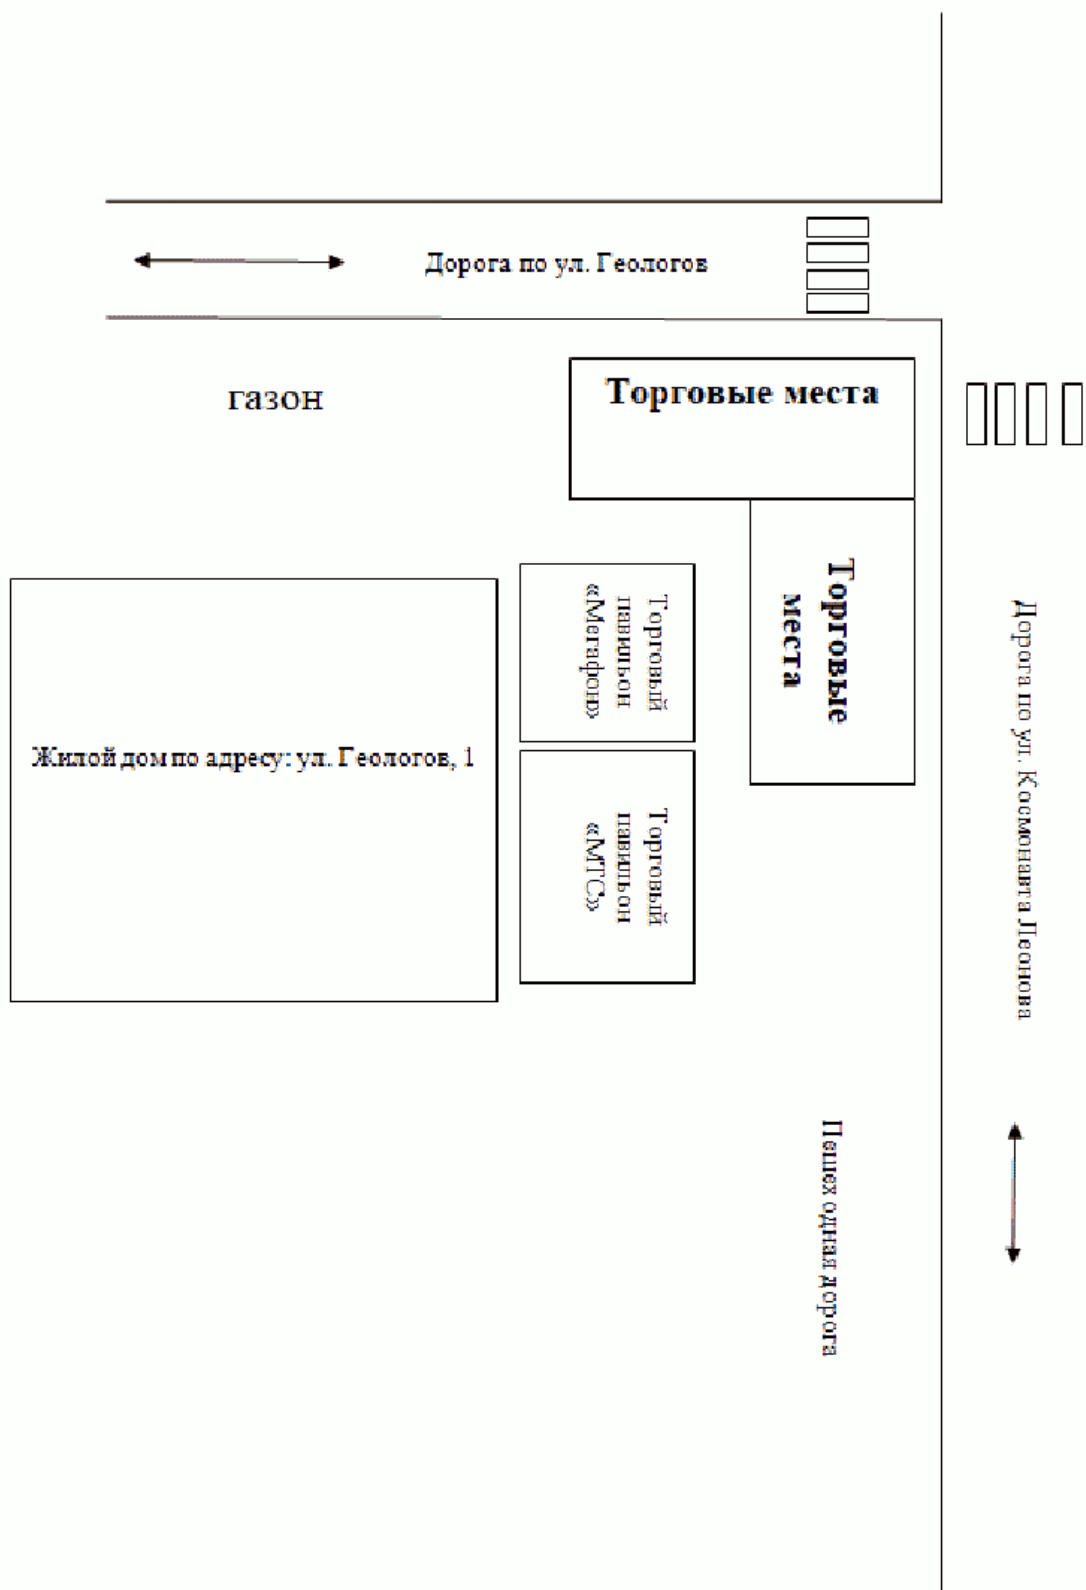 Дорога по ул. Геологов
газон
Торговые места
Торговые
места
Торговый
павильон
«Мегафон»
Жилой дом по адресу: ул. Геологов, 1
Торговый
павильон
«МТС»
Дорога по ул. Космонавта Леонова
Пешеходная дорога